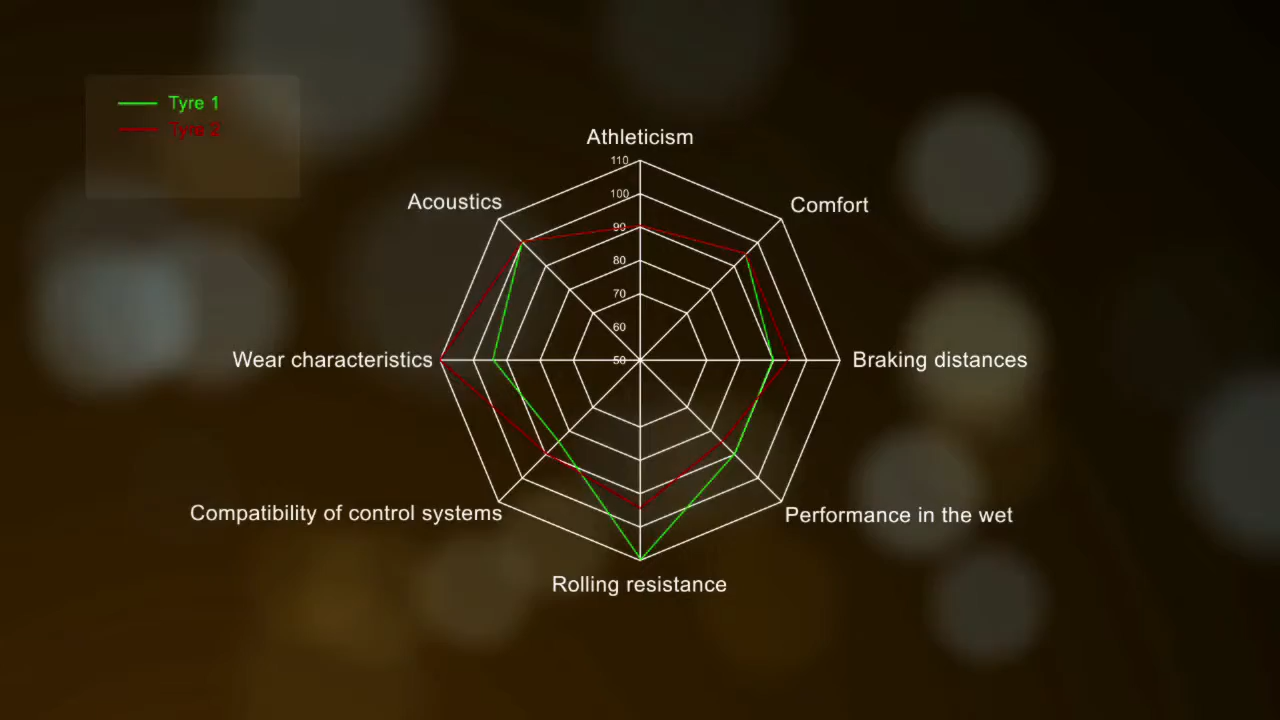 Tyre 1
Tyre 2
Athleticism
110
100
90
80
70
60
50
Acoustics
Comfort
Wear characteristics
Braking distances
Compatibility of control systems
Performance in the wet
Rolling resistance